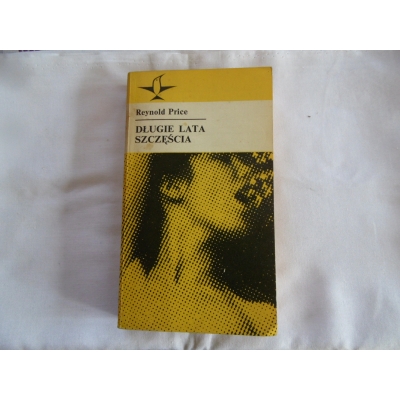 Reynold Price
DŁUGIE LATA
SZCZĘŚCIA